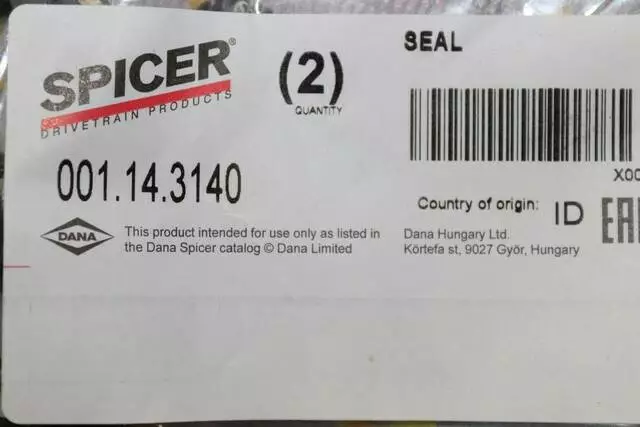 SPICER®
DRIVETRAIN PRODUCTS
(2)
QUANTITY
SEAL
X00
001.14.3140
Country of origin: ID
DANA
This product intended for use only as listed in
the Dana Spicer catalog © Dana Limited
Dana Hungary Ltd.
Körtefa st, 9027 Győr, Hungary